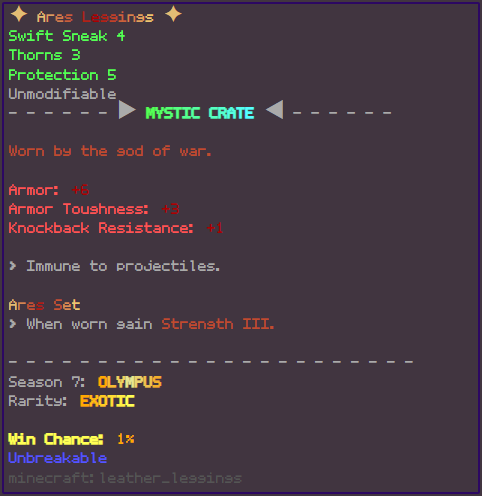 ✦ Ares Leggings ✦
Swift Sneak 4
Thorns 3
Protection 5
Unmodifiable
- - - - - - ▶ MYSTIC CRATE ◀ - - - - - -
Worn by the god of war.
Armor: +6
Armor Toughness: +3
Knockback Resistance: +1
> Immune to projectiles.
Ares Set
> When worn gain Strength III.
- - - - - - - - - - - - - - - - - - - - - - - -
Season 7: OLYMPUS
Rarity: EXOTIC
Win Chance: 1%
Unbreakable
minecraft:leather_leggings